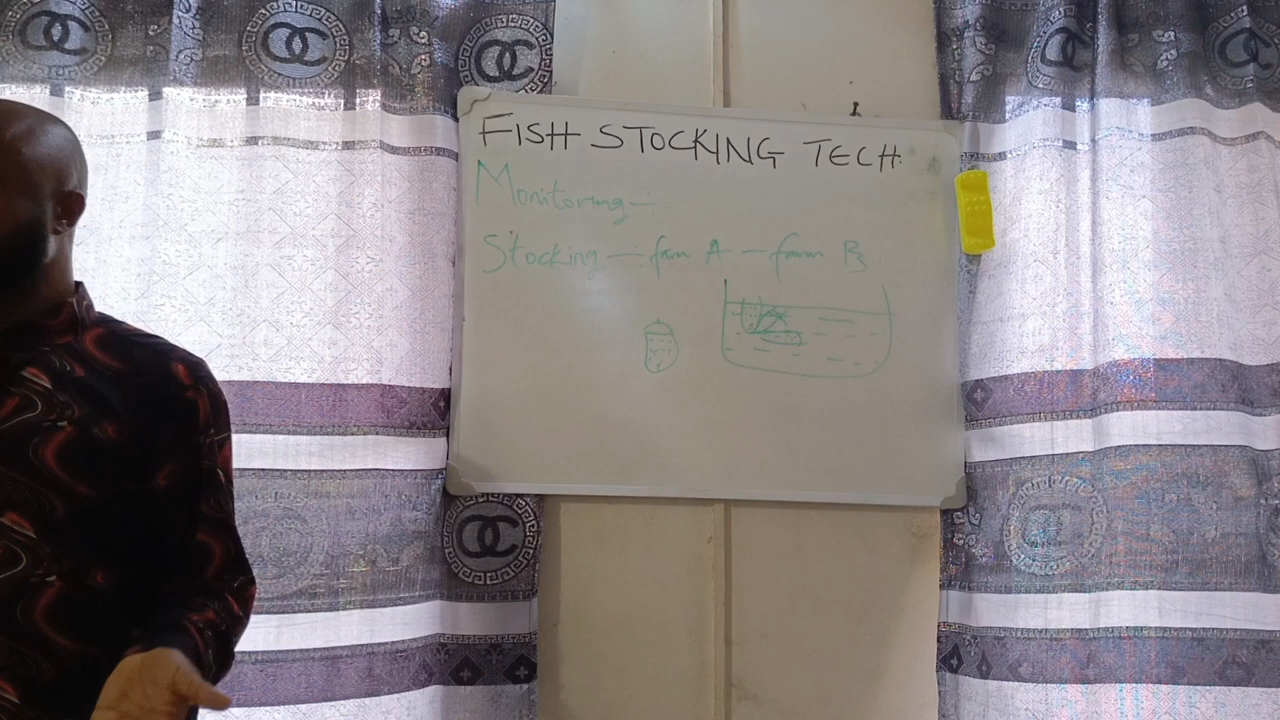 FISH STOCKING TECH.
Monitoring —
Stocking — farm A — farm B